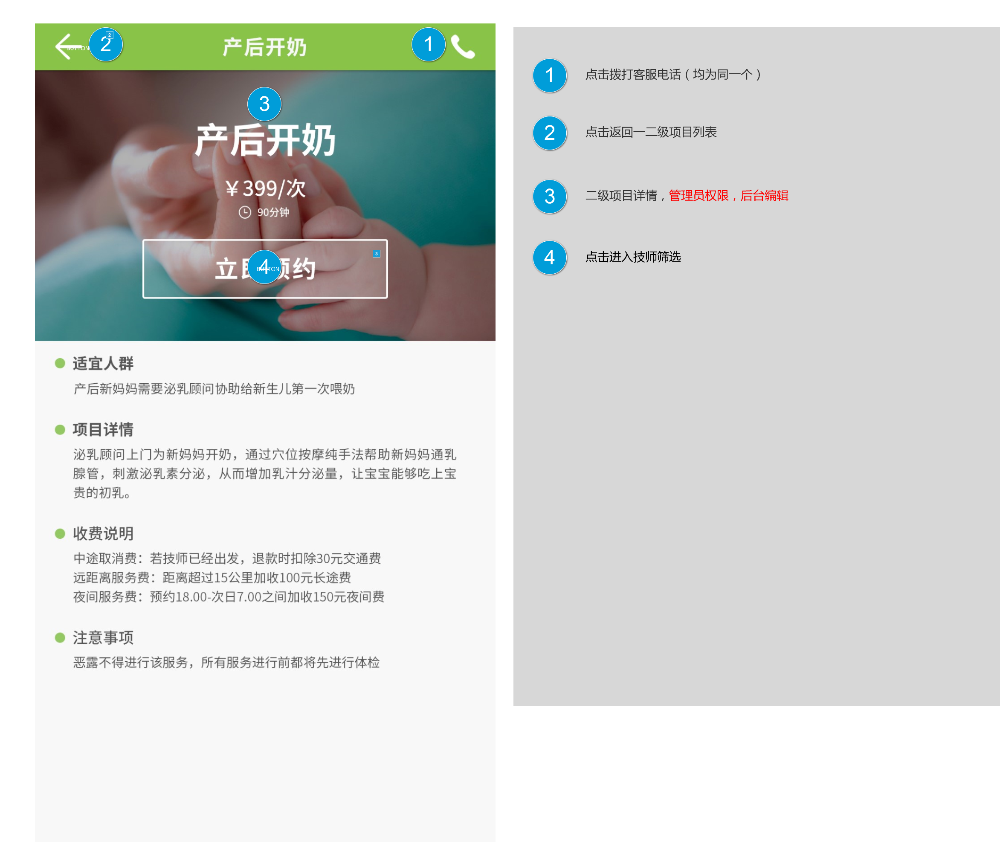 BUTTON
2
2
产后开奶
1
3
产后开奶
￥399/次
90分钟
3
立即预约
4
BUTTON
适宜人群
产后新妈妈需要泌乳顾问协助给新生儿第一次喂奶
项目详情
泌乳顾问上门为新妈妈开奶，通过穴位按摩纯手法帮助新妈妈通乳
腺管，刺激泌乳素分泌，从而增加乳汁分泌量，让宝宝能够吃上宝
贵的初乳。
收费说明
中途取消费：若技师已经出发，退款时扣除30元交通费
远距离服务费：距离超过15公里加收100元长途费
夜间服务费：预约18.00-次日7.00之间加收150元夜间费
注意事项
恶露不得进行该服务，所有服务进行前都将先进行体检
1 点击拨打客服电话（均为同一个）
2 点击返回一二级项目列表
3 二级项目详情，管理员权限，后台编辑
4 点击进入技师筛选